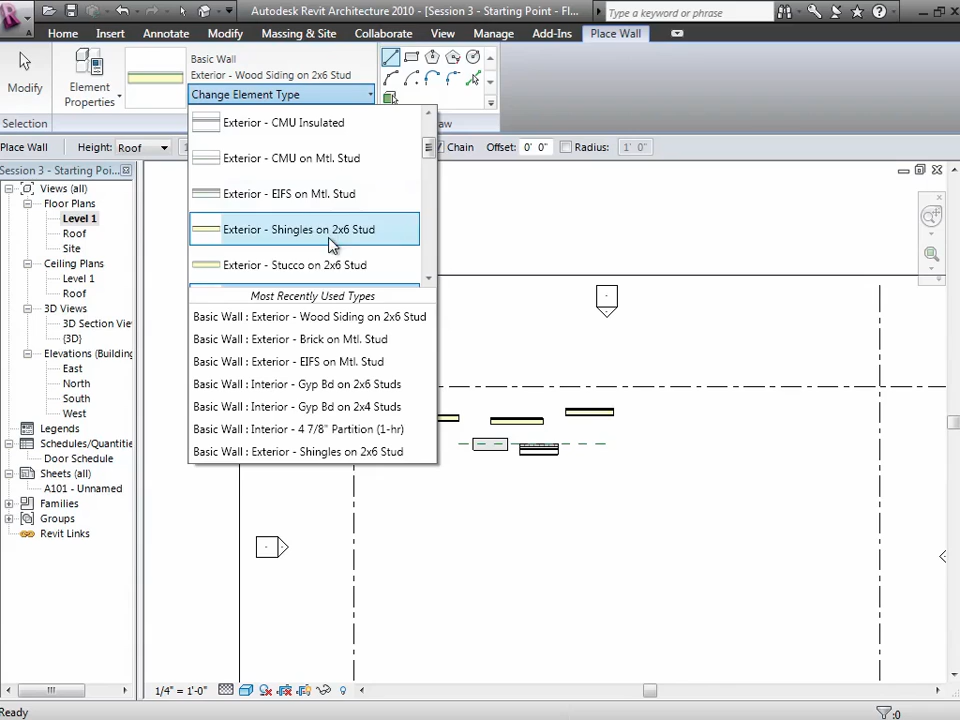 Autodesk Revit Architecture 2010 - [Session 3 - Starting Point - Fl...
Type a keyword or phrase
Home Insert Annotate Modify Massing & Site Collaborate View Manage Add-Ins Place Wall
Modify
Element
Properties
Basic Wall
Exterior - Wood Siding on 2x6 Stud
Change Element Type
Selection
aw
Place Wall Height: Roof Chain Offset: 0' 0" Radius: 1' 0"
Exterior - CMU Insulated
Exterior - CMU on Mtl. Stud
Exterior - EIFS on Mtl. Stud
Exterior - Shingles on 2x6 Stud
Exterior - Stucco on 2x6 Stud
Most Recently Used Types
Basic Wall : Exterior - Wood Siding on 2x6 Stud
Basic Wall : Exterior - Brick on Mtl. Stud
Basic Wall : Exterior - EIFS on Mtl. Stud
Basic Wall : Interior - Gyp Bd on 2x6 Studs
Basic Wall : Interior - Gyp Bd on 2x4 Studs
Basic Wall : Interior - 4 7/8" Partition (1-hr)
Basic Wall : Exterior - Shingles on 2x6 Stud
Session 3 - Starting Point...
Views (all)
Floor Plans
Level 1
Roof
Site
Ceiling Plans
Level 1
Roof
3D Views
3D Section Vie
{3D}
Elevations (Building
East
North
South
West
Legends
Schedules/Quantitie
Door Schedule
Sheets (all)
A101 - Unnamed
Families
Groups
Revit Links
1/4" = 1'-0"
Ready
:0